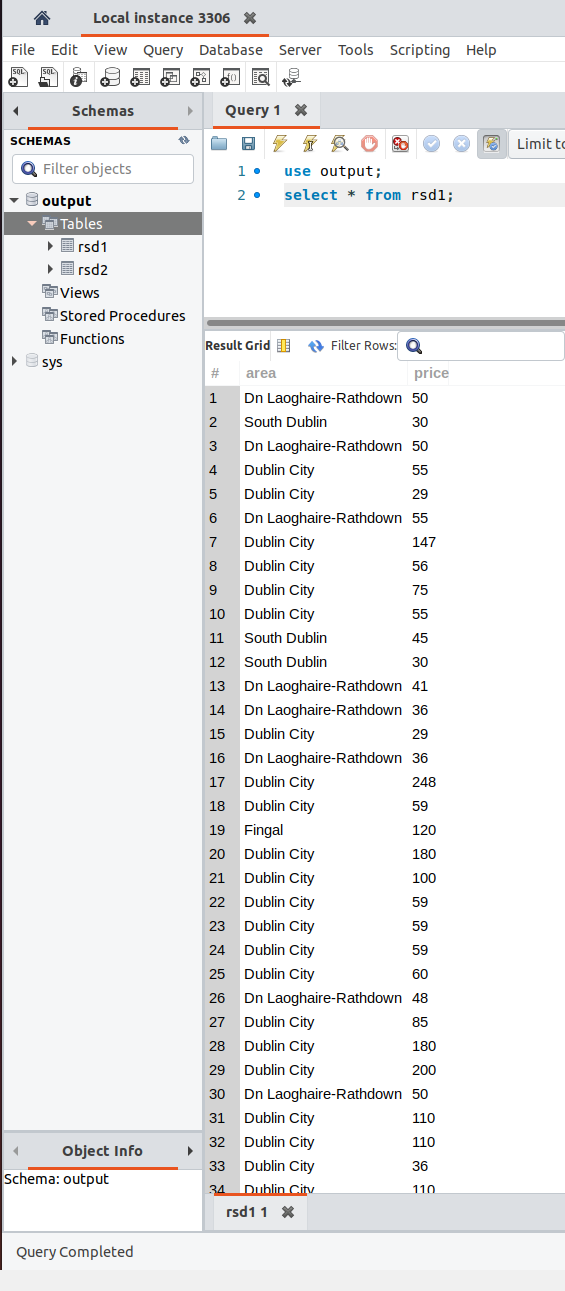 Local instance 3306
File Edit View Query Database Server Tools Scripting Help
Schemas
Query 1
SCHEMAS
Filter objects
Limit to
1 use output;
2 select * from rsd1;
output
Tables
rsd1
rsd2
Views
Stored Procedures
Functions
sys
Result Grid Filter Rows:
# area price
1 Dn Laoghaire-Rathdown 50
2 South Dublin 30
3 Dn Laoghaire-Rathdown 50
4 Dublin City 55
5 Dublin City 29
6 Dn Laoghaire-Rathdown 55
7 Dublin City 147
8 Dublin City 56
9 Dublin City 75
10 Dublin City 55
11 South Dublin 45
12 South Dublin 30
13 Dn Laoghaire-Rathdown 41
14 Dn Laoghaire-Rathdown 36
15 Dublin City 29
16 Dn Laoghaire-Rathdown 36
17 Dublin City 248
18 Dublin City 59
19 Fingal 120
20 Dublin City 180
21 Dublin City 100
22 Dublin City 59
23 Dublin City 59
24 Dublin City 59
25 Dublin City 60
26 Dn Laoghaire-Rathdown 48
27 Dublin City 85
28 Dublin City 180
29 Dublin City 200
30 Dn Laoghaire-Rathdown 50
31 Dublin City 110
32 Dublin City 110
33 Dublin City 36
34 Dublin City 110
Object Info
Schema: output
rsd1 1
Query Completed